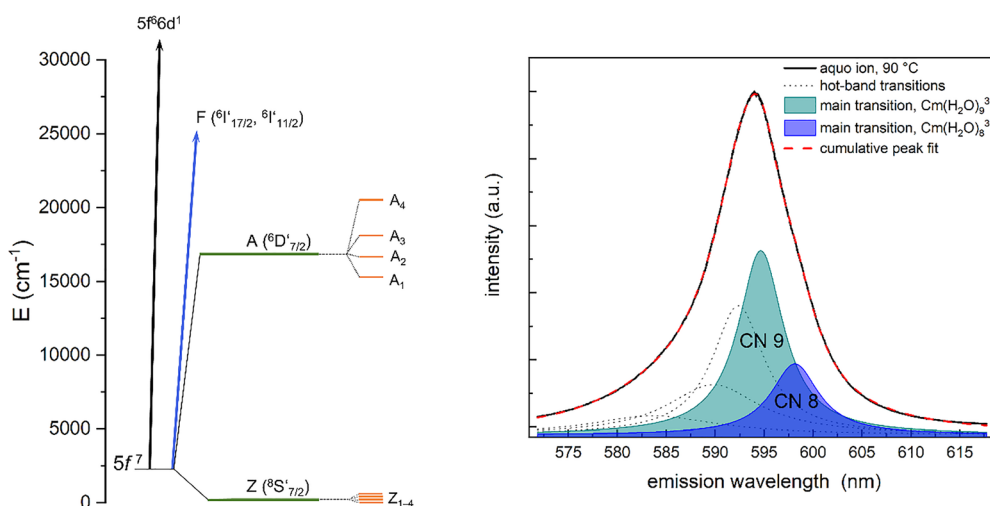 5f⁶6d¹
30000
25000
20000
15000
10000
5000
0
E (cm⁻¹)
F (⁶I‘₁₇/₂, ⁶I‘₁₁/₂)
A₄
A (⁶D‘₇/₂)
A₃
A₂
A₁
5f⁷
Z (⁸S‘₇/₂)
Z₁₋₄
aquo ion, 90 °C
hot-band transitions
main transition, Cm(H₂O)₉³
main transition, Cm(H₂O)₈³
cumulative peak fit
intensity (a.u.)
CN 9
CN 8
575 580 585 590 595 600 605 610 615
emission wavelength (nm)